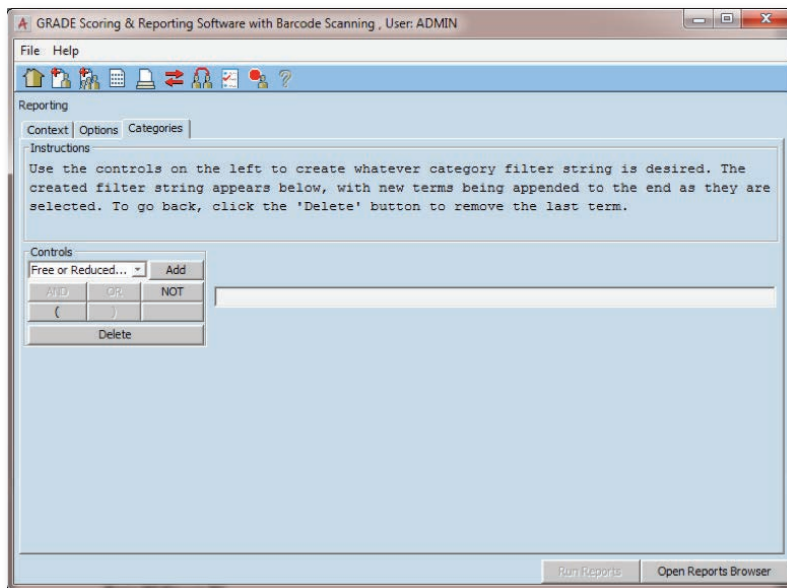 GRADE Scoring & Reporting Software with Barcode Scanning , User: ADMIN
File Help
Reporting
Context Options Categories
Instructions
Use the controls on the left to create whatever category filter string is desired. The
created filter string appears below, with new terms being appended to the end as they are
selected. To go back, click the 'Delete' button to remove the last term.
Controls
Free or Reduced... Add
AND OR NOT
( )
Delete
Run Reports Open Reports Browser